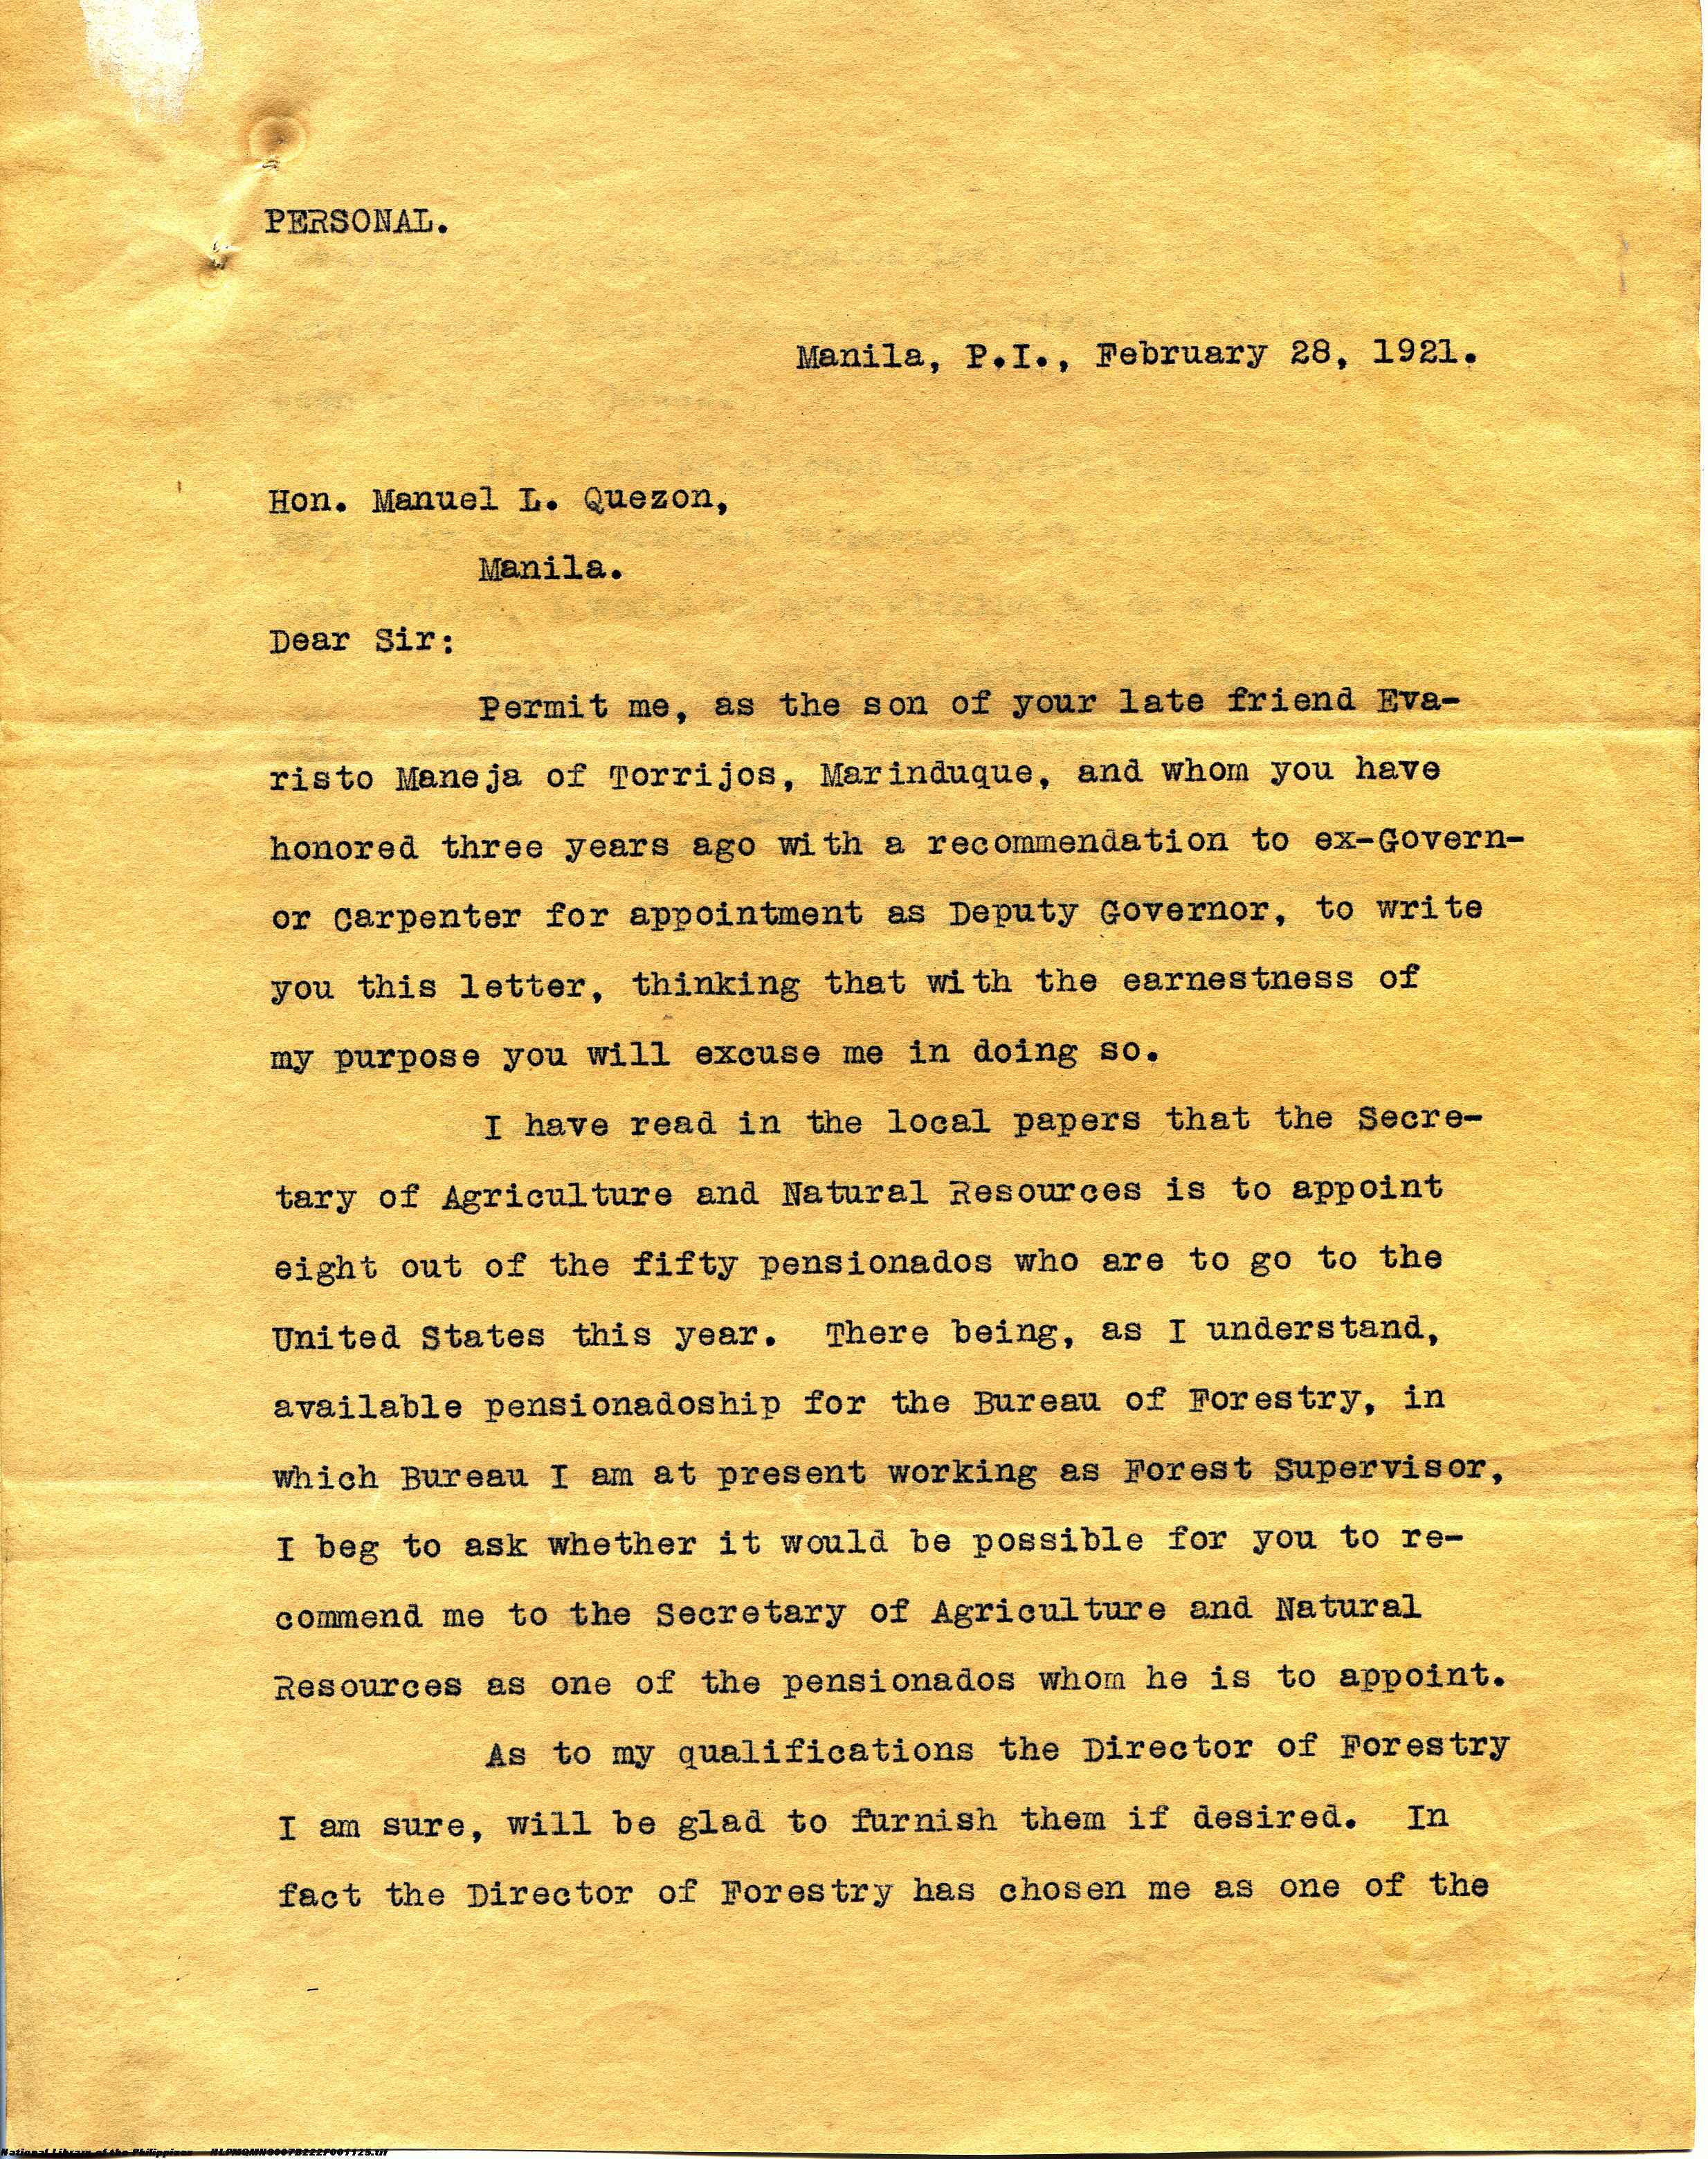 PERSONAL.
Manila, P.I., February 28, 1921.
Hon. Manuel L. Quezon,
Manila.
Dear Sir:
Permit me, as the son of your late friend Eva-
risto Maneja of Torrijos, Marinduque, and whom you have
honored three years ago with a recommendation to ex-Govern-
or Carpenter for appointment as Deputy Governor, to write
you this letter, thinking that with the earnestness of
my purpose you will excuse me in doing so.
I have read in the local papers that the Secre-
tary of Agriculture and Natural Resources is to appoint
eight out of the fifty pensionados who are to go to the
United States this year. There being, as I understand,
available pensionadoship for the Bureau of Forestry, in
which Bureau I am at present working as Forest Supervisor,
I beg to ask whether it would be possible for you to re-
commend me to the Secretary of Agriculture and Natural
Resources as one of the pensionados whom he is to appoint.
As to my qualifications the Director of Forestry
I am sure, will be glad to furnish them if desired. In
fact the Director of Forestry has chosen me as one of the
National Library of the Philippines